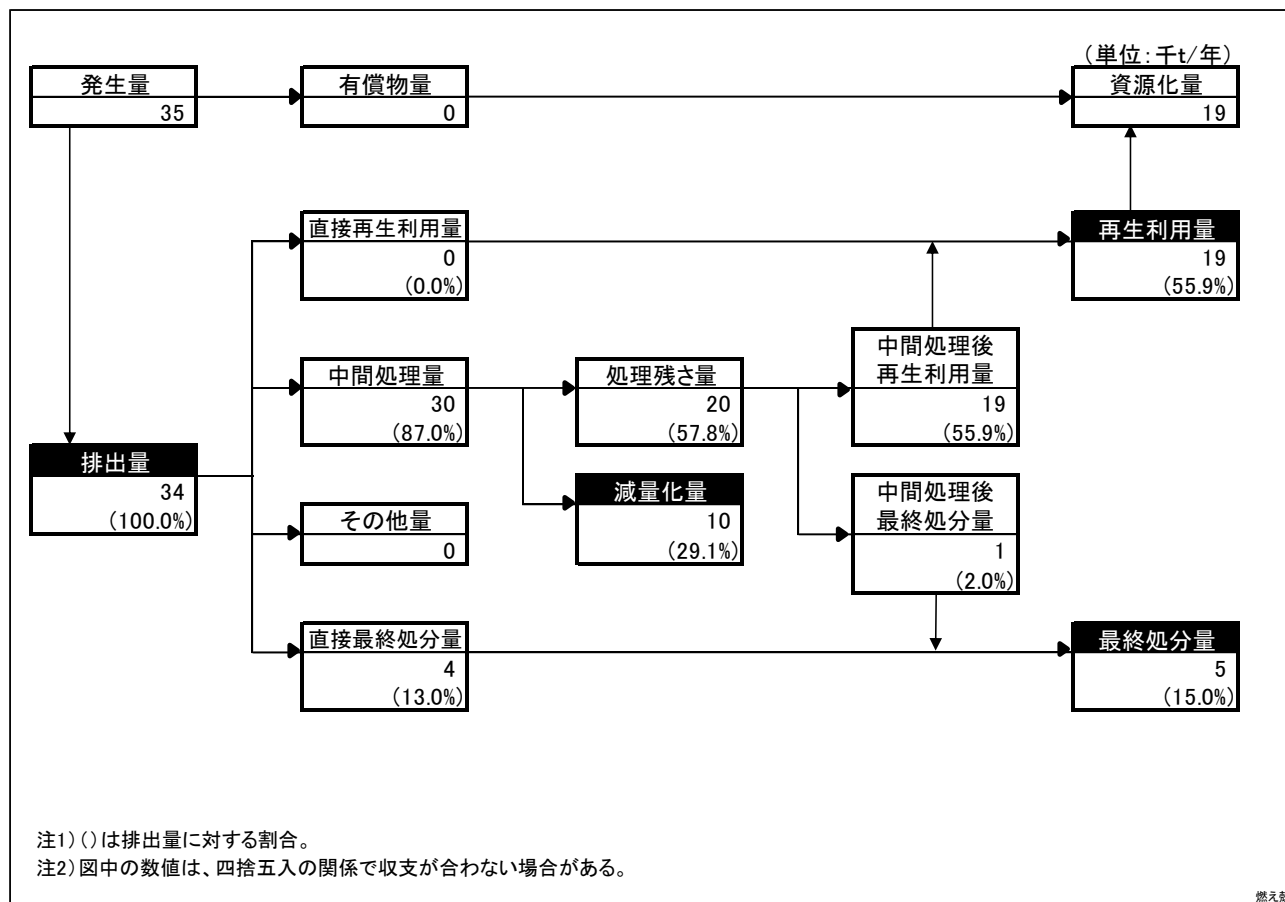 (単位:千t/年)
発生量
35
有償物量
0
資源化量
19
直接再生利用量
0
(0.0%)
再生利用量
19
(55.9%)
中間処理量
30
(87.0%)
処理残さ量
20
(57.8%)
中間処理後
再生利用量
19
(55.9%)
排出量
34
(100.0%)
減量化量
10
(29.1%)
中間処理後
最終処分量
1
(2.0%)
その他量
0
直接最終処分量
4
(13.0%)
最終処分量
5
(15.0%)
注1)()は排出量に対する割合。
注2)図中の数値は、四捨五入の関係で収支が合わない場合がある。
燃え